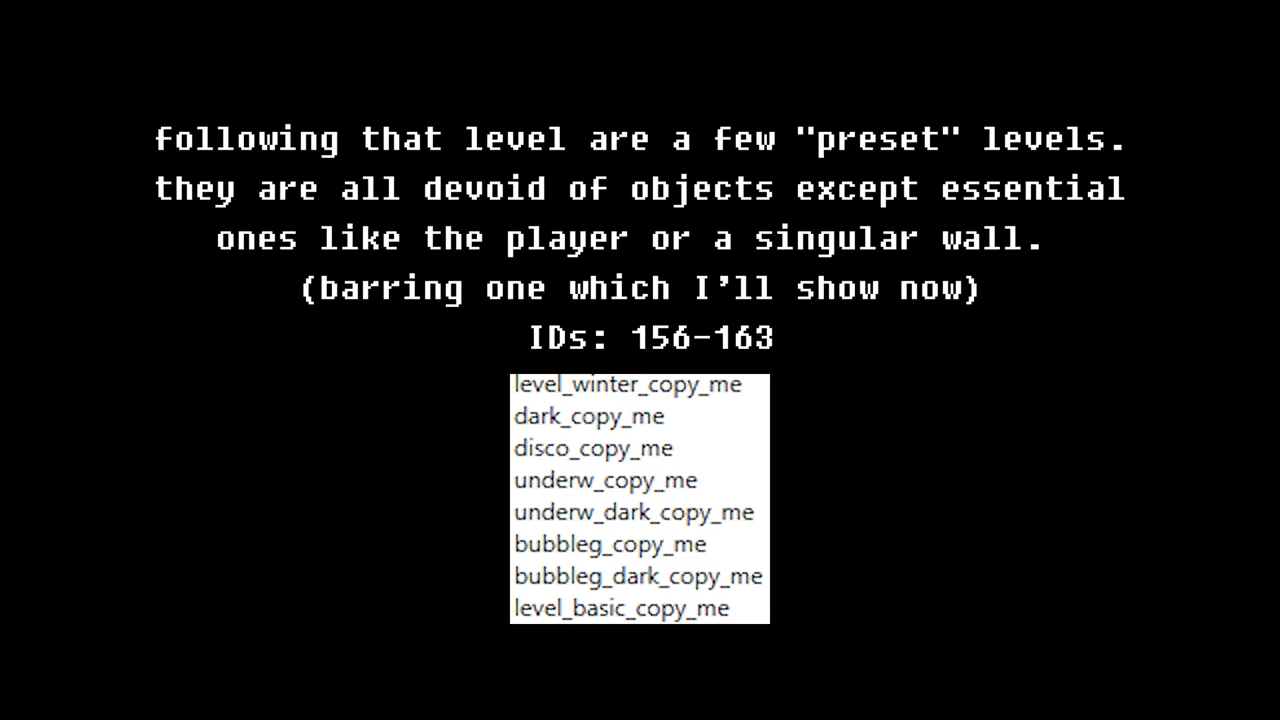 following that level are a few "preset" levels.
they are all devoid of objects except essential
ones like the player or a singular wall.
(barring one which I'll show now)
IDs: 156-163
level_winter_copy_me
dark_copy_me
disco_copy_me
underw_copy_me
underw_dark_copy_me
bubbleg_copy_me
bubbleg_dark_copy_me
level_basic_copy_me